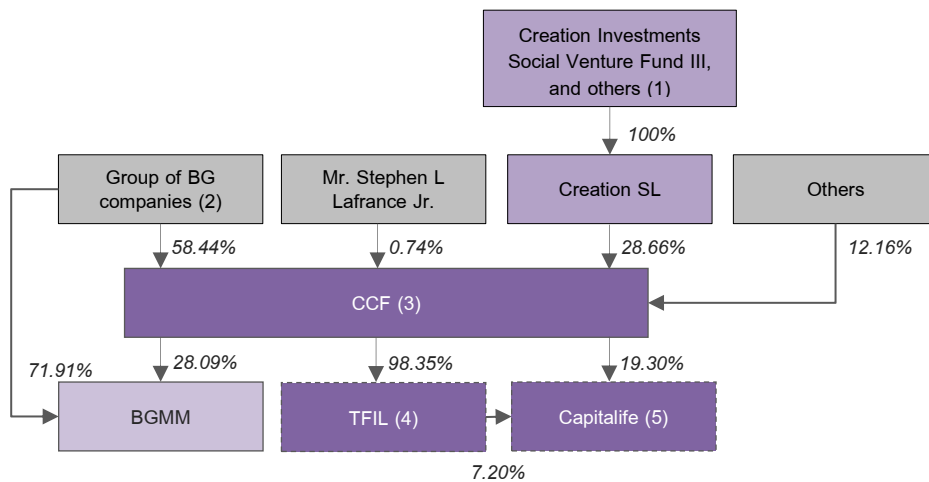 Creation Investments
Social Venture Fund III,
and others (1)
100%
Group of BG
companies (2)
Mr. Stephen L
Lafrance Jr.
Creation SL
Others
58.44%
0.74%
28.66%
12.16%
CCF (3)
71.91%
28.09%
98.35%
19.30%
BGMM
TFIL (4)
Capitalife (5)
7.20%